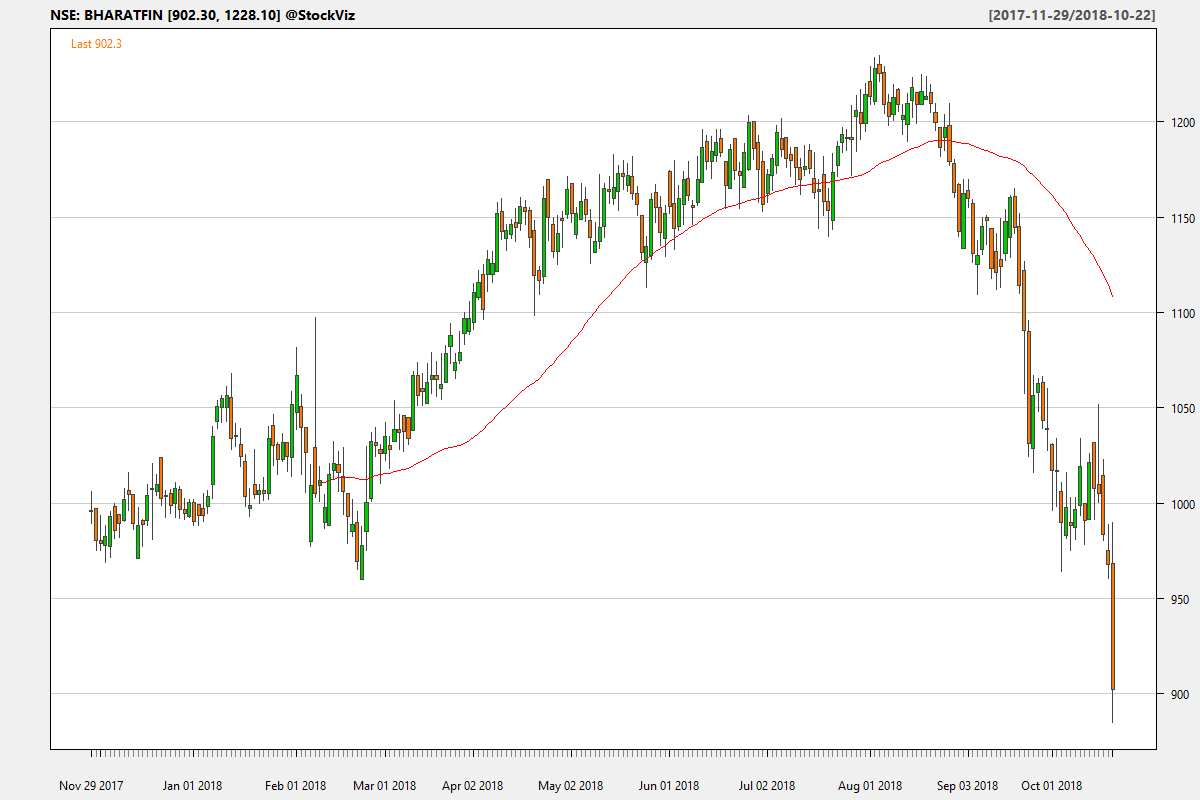 NSE: BHARATFIN [902.30, 1228.10] @StockViz
[2017-11-29/2018-10-22]
Last 902.3
1200
1150
1100
1050
1000
950
900
Nov 29 2017
Jan 01 2018
Feb 01 2018
Mar 01 2018
Apr 02 2018
May 02 2018
Jun 01 2018
Jul 02 2018
Aug 01 2018
Sep 03 2018
Oct 01 2018